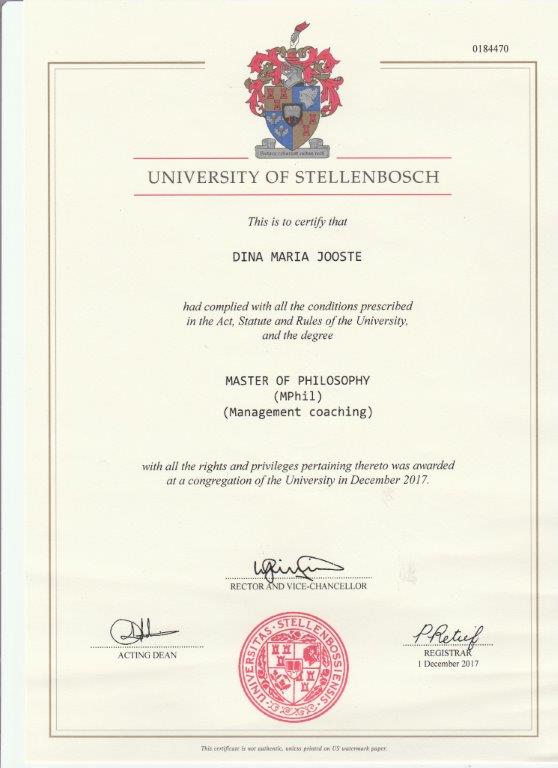 0184470
Pectora roborant cultus recti
UNIVERSITY OF STELLENBOSCH
This is to certify that
DINA MARIA JOOSTE
had complied with all the conditions prescribed
in the Act, Statute and Rules of the University,
and the degree
MASTER OF PHILOSOPHY
(MPhil)
(Management coaching)
with all the rights and privileges pertaining thereto was awarded
at a congregation of the University in December 2017.
RECTOR AND VICE-CHANCELLOR
ACTING DEAN
UNIVERSITAS · STELLENBOSSIENSIS
P Retief
REGISTRAR
1 December 2017
This certificate is not authentic, unless printed on US watermark paper.